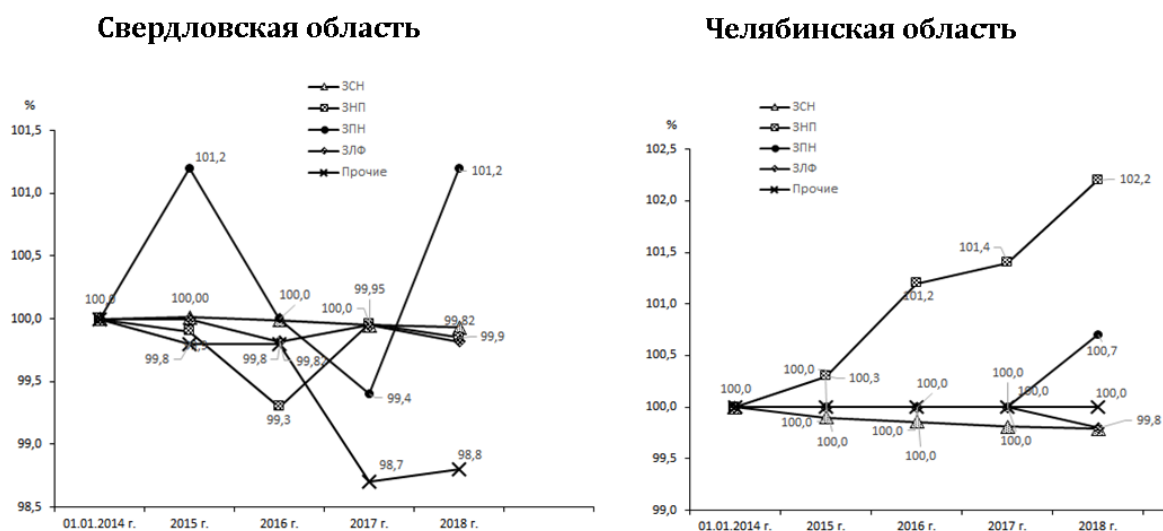 Свердловская область
Челябинская область
ЗСН
ЗНП
ЗПН
ЗЛФ
Прочие
%
101,5
101,0
100,5
100,0
99,5
99,0
98,5
101,2
101,2
100,0
100,00
100,0
99,95
100,0
99,82
99,9
99,8
99,8
99,82
99,3
99,4
98,7
98,8
01.01.2014 г.
2015 г.
2016 г.
2017 г.
2018 г.
ЗСН
ЗНП
ЗПН
ЗЛФ
Прочие
%
102,5
102,0
101,5
101,0
100,5
100,0
99,5
99,0
102,2
101,4
101,2
100,7
100,0
100,0
100,3
100,0
100,0
100,0
100,0
99,8
100,0
100,0
100,0
100,0
100,0
01.01.2014 г.
2015 г.
2016 г.
2017 г.
2018 г.